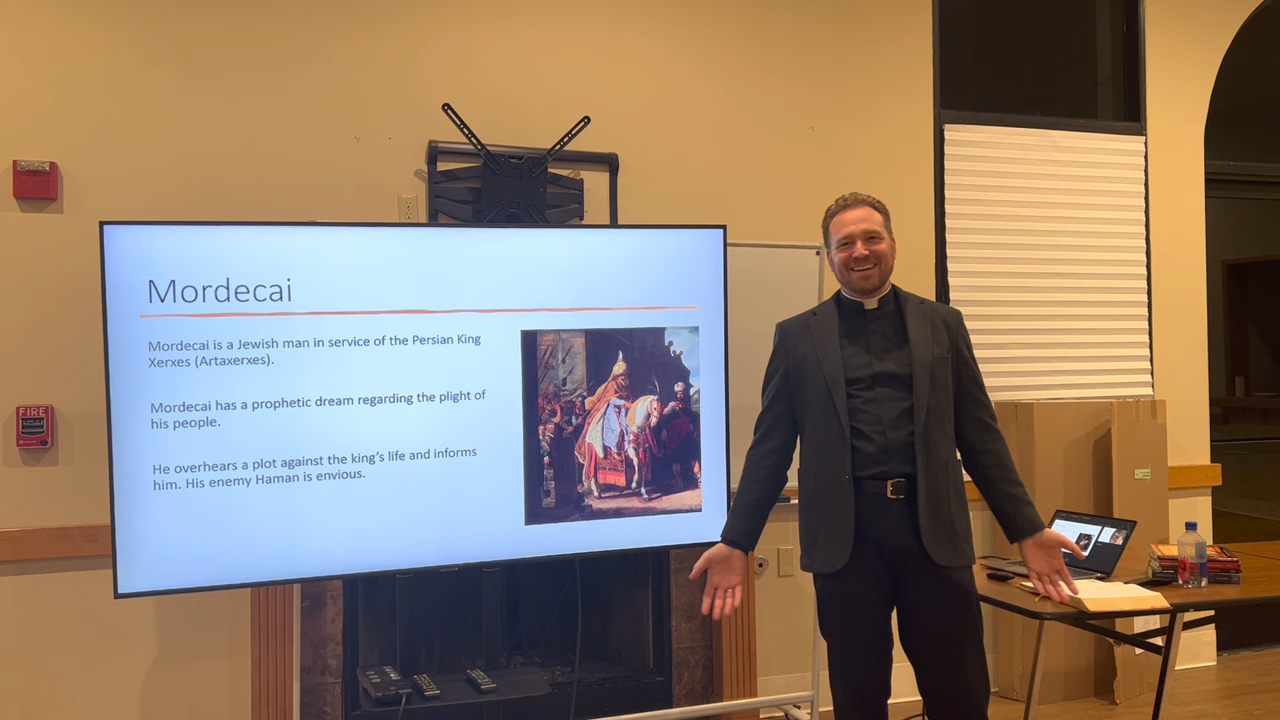 Mordecai
Mordecai is a Jewish man in service of the Persian King
Xerxes (Artaxerxes).
Mordecai has a prophetic dream regarding the plight of
his people.
He overhears a plot against the king's life and informs
him. His enemy Haman is envious.
FIRE